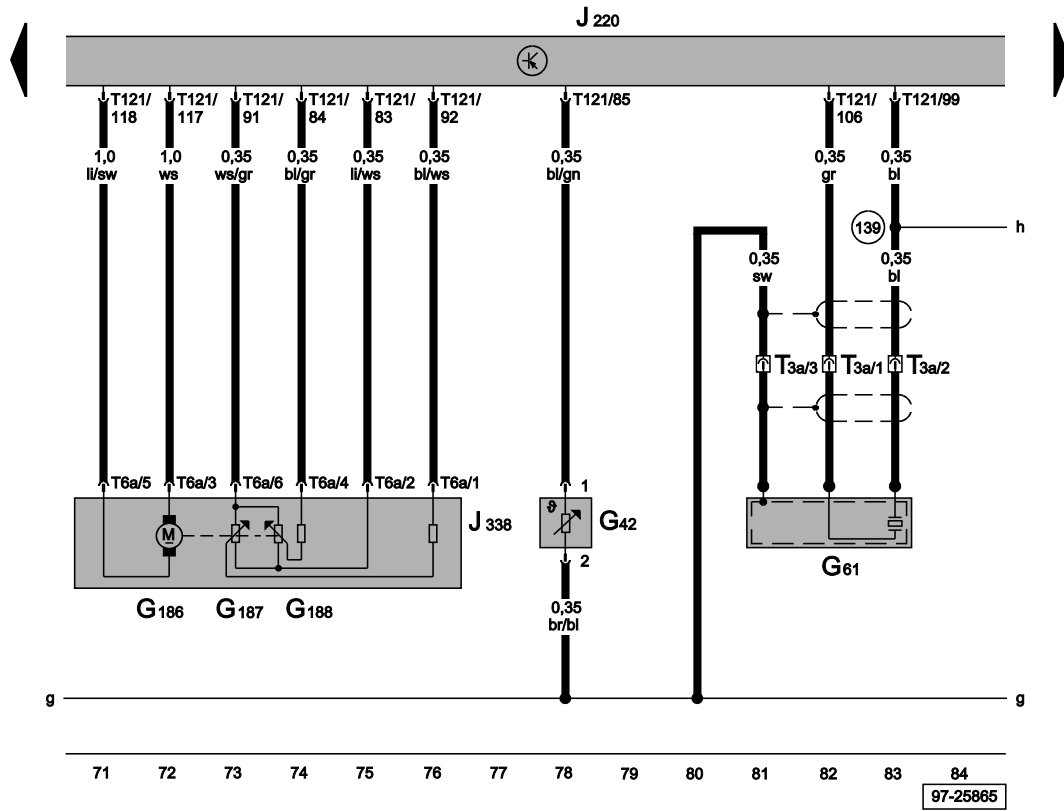 J 220
T121/ T121/ T121/ T121/ T121/ T121/ T121/85 T121/ T121/99
118 117 91 84 83 92 106
1,0 1,0 0,35 0,35 0,35 0,35 0,35 0,35 0,35
li/sw ws ws/gr bl/gr li/ws bl/ws bl/gn gr bl
139 h
0,35 0,35
sw bl
T3a/3 T3a/1 T3a/2
T6a/5 T6a/3 T6a/6 T6a/4 T6a/2 T6a/1 1
M J 338 ϑ G42
2
G61
G186 G187 G188
0,35
br/bl
g g
71 72 73 74 75 76 77 78 79 80 81 82 83 84
97-25865